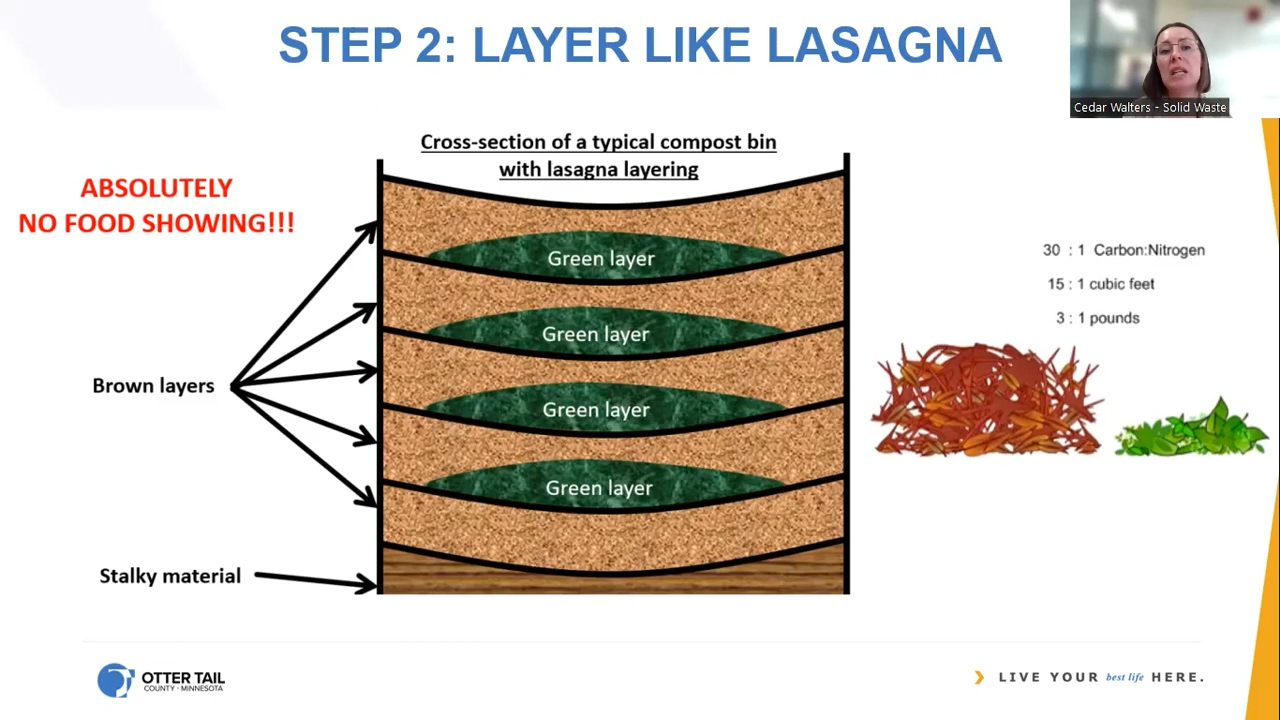 STEP 2: LAYER LIKE LASAGNA
Cedar Walters - Solid Waste
Cross-section of a typical compost bin
with lasagna layering
ABSOLUTELY
NO FOOD SHOWING!!!
Green layer
Green layer
Green layer
Green layer
Brown layers
Stalky material
30 : 1 Carbon:Nitrogen
15 : 1 cubic feet
3 : 1 pounds
OTTER TAIL
COUNTY · MINNESOTA
LIVE YOUR best life HERE.